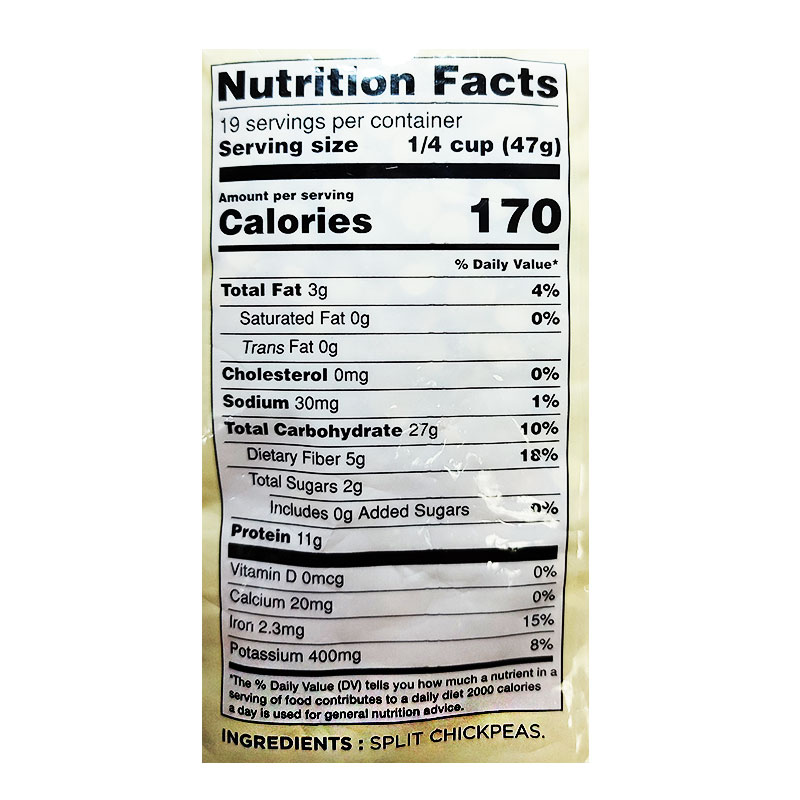 Nutrition Facts
19 servings per container
Serving size 1/4 cup (47g)
Amount per serving
Calories 170
% Daily Value*
Total Fat 3g 4%
Saturated Fat 0g 0%
Trans Fat 0g
Cholesterol 0mg 0%
Sodium 30mg 1%
Total Carbohydrate 27g 10%
Dietary Fiber 5g 18%
Total Sugars 2g
Includes 0g Added Sugars 0%
Protein 11g
Vitamin D 0mcg 0%
Calcium 20mg 0%
Iron 2.3mg 15%
Potassium 400mg 8%
*The % Daily Value (DV) tells you how much a nutrient in a
serving of food contributes to a daily diet 2000 calories
a day is used for general nutrition advice.
INGREDIENTS : SPLIT CHICKPEAS.